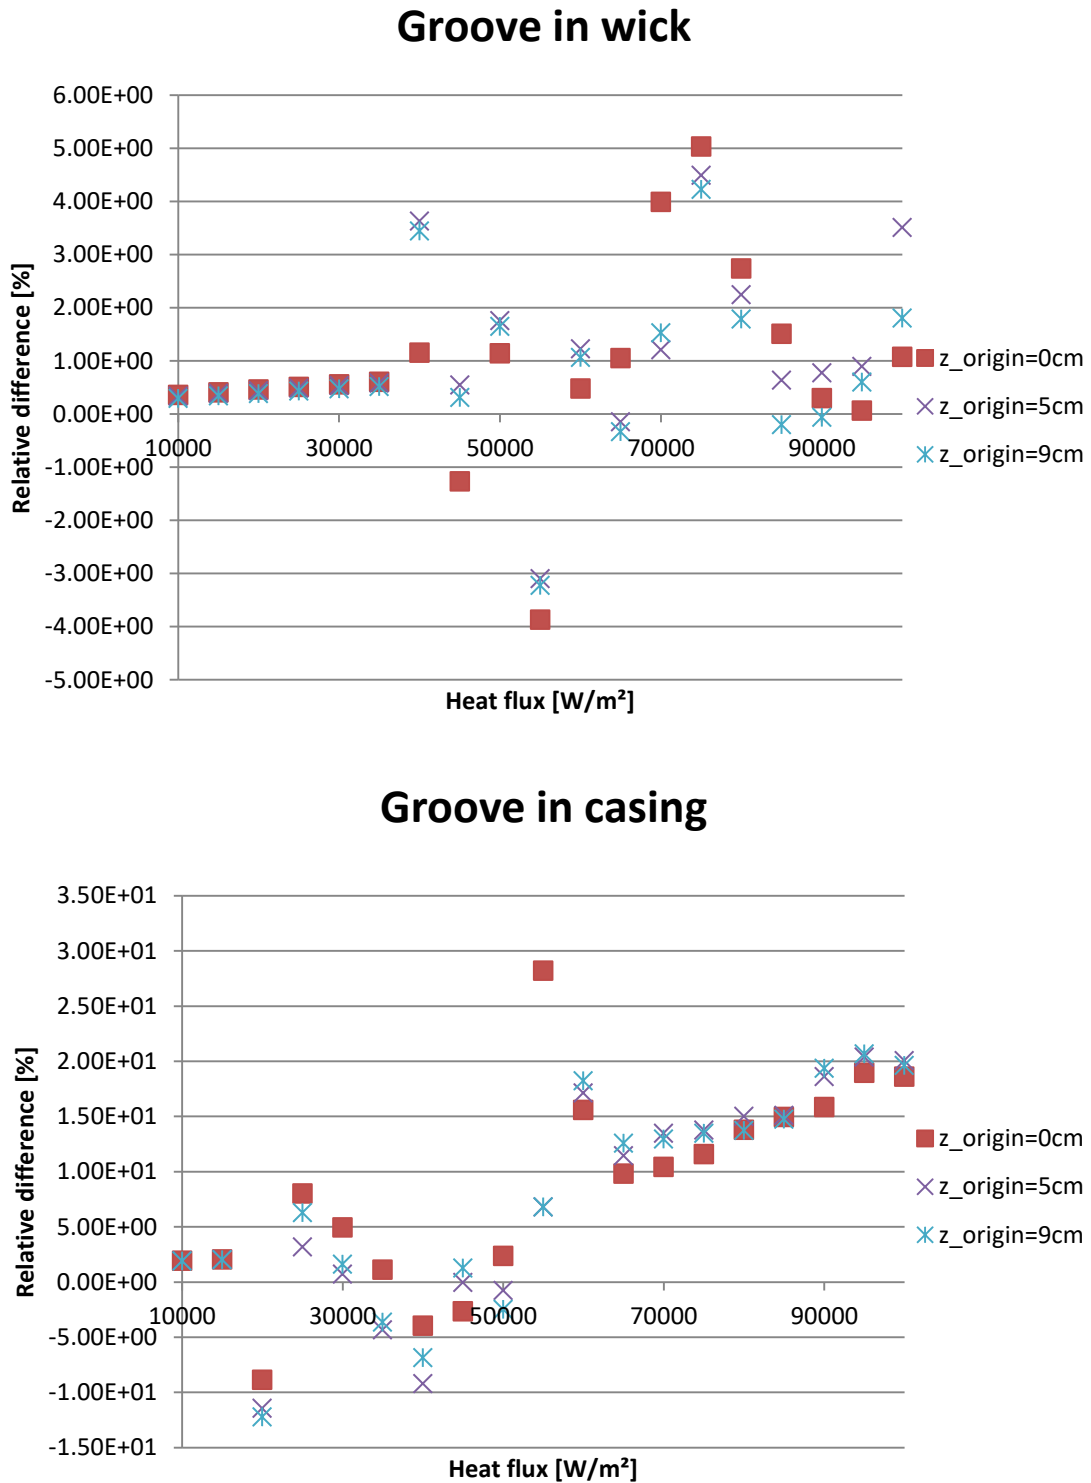 Groove in wick
6.00E+00
5.00E+00
4.00E+00
3.00E+00
2.00E+00
1.00E+00
0.00E+00
-1.00E+00
-2.00E+00
-3.00E+00
-4.00E+00
-5.00E+00
Relative difference [%]
10000 30000 50000 70000 90000
Heat flux [W/m²]
z_origin=0cm
z_origin=5cm
z_origin=9cm
Groove in casing
3.50E+01
3.00E+01
2.50E+01
2.00E+01
1.50E+01
1.00E+01
5.00E+00
0.00E+00
-5.00E+00
-1.00E+01
-1.50E+01
Relative difference [%]
10000 30000 50000 70000 90000
Heat flux [W/m²]
z_origin=0cm
z_origin=5cm
z_origin=9cm